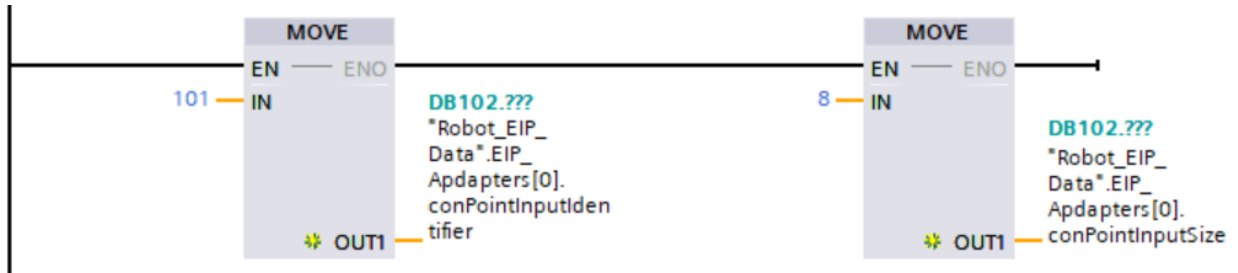 MOVE
EN ENO
101 IN
DB102.???
"Robot_EIP_
Data".EIP_
Apdapters[0].
conPointInputIden
tifier
OUT1
MOVE
EN ENO
8 IN
DB102.???
"Robot_EIP_
Data".EIP_
Apdapters[0].
conPointInputSize
OUT1